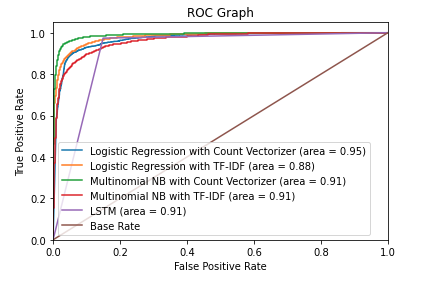 ROC Graph
True Positive Rate
1.0
0.8
0.6
0.4
0.2
0.0
Logistic Regression with Count Vectorizer (area = 0.95)
Logistic Regression with TF-IDF (area = 0.88)
Multinomial NB with Count Vectorizer (area = 0.91)
Multinomial NB with TF-IDF (area = 0.91)
LSTM (area = 0.91)
Base Rate
0.0 0.2 0.4 0.6 0.8 1.0
False Positive Rate